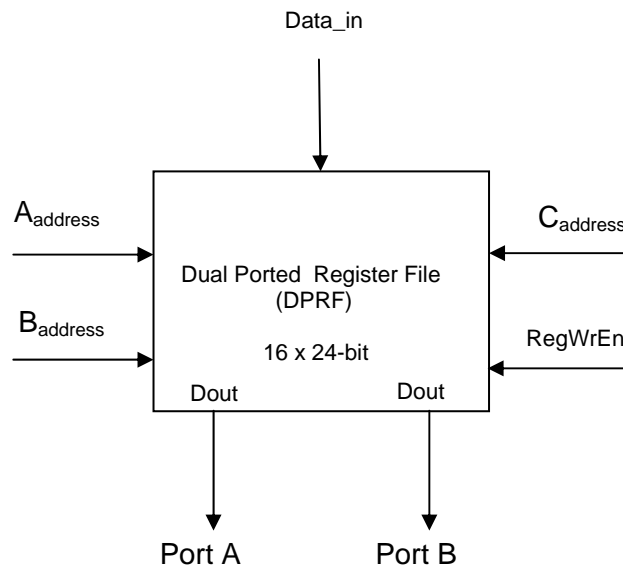 Data_in
Aaddress
Caddress
Dual Ported Register File
(DPRF)
Baddress
RegWrEn
16 x 24-bit
Dout Dout
Port A Port B